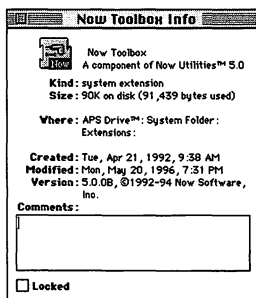 Now Toolbox Info
Now
Now Toolbox
A component of Now Utilities™ 5.0
Kind: system extension
Size: 90K on disk (91,439 bytes used)
Where: APS Drive™: System Folder:
Extensions:
Created: Tue, Apr 21, 1992, 9:38 AM
Modified: Mon, May 20, 1996, 7:31 PM
Version: 5.0.0B, ©1992-94 Now Software,
Inc.
Comments:
Locked